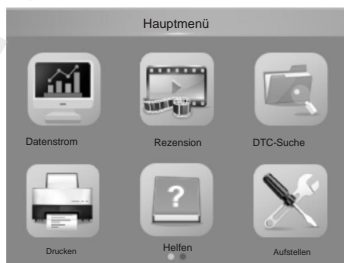 Hauptmenü
Datenstrom
Rezension
DTC-Suche
Drucken
Helfen
Aufstellen